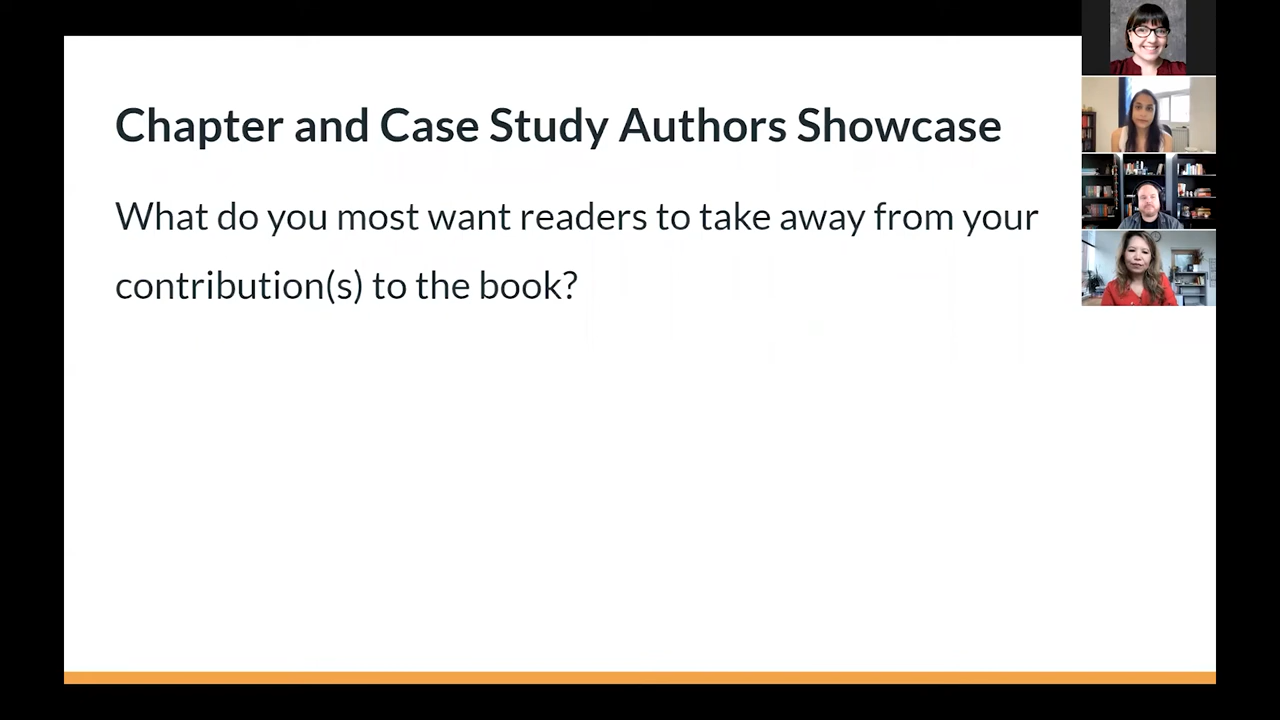 Chapter and Case Study Authors Showcase
What do you most want readers to take away from your
contribution(s) to the book?